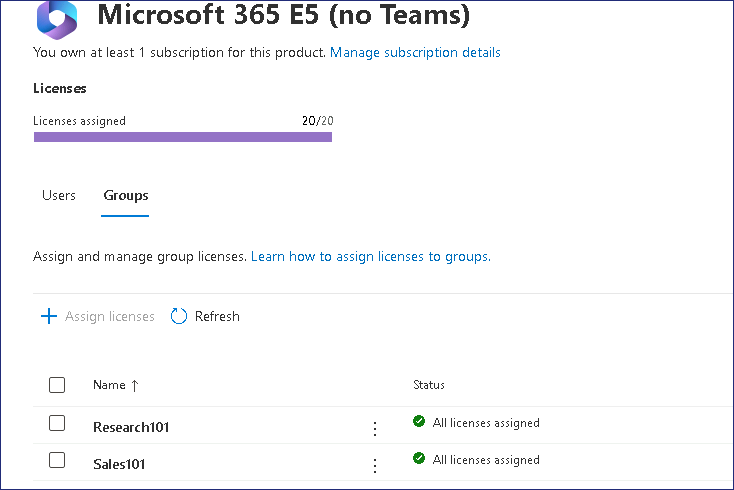 Microsoft 365 E5 (no Teams)
You own at least 1 subscription for this product. Manage subscription details
Licenses
Licenses assigned 20/20
Users Groups
Assign and manage group licenses. Learn how to assign licenses to groups.
Assign licenses Refresh
Name ↑ Status
Research101 All licenses assigned
Sales101 All licenses assigned